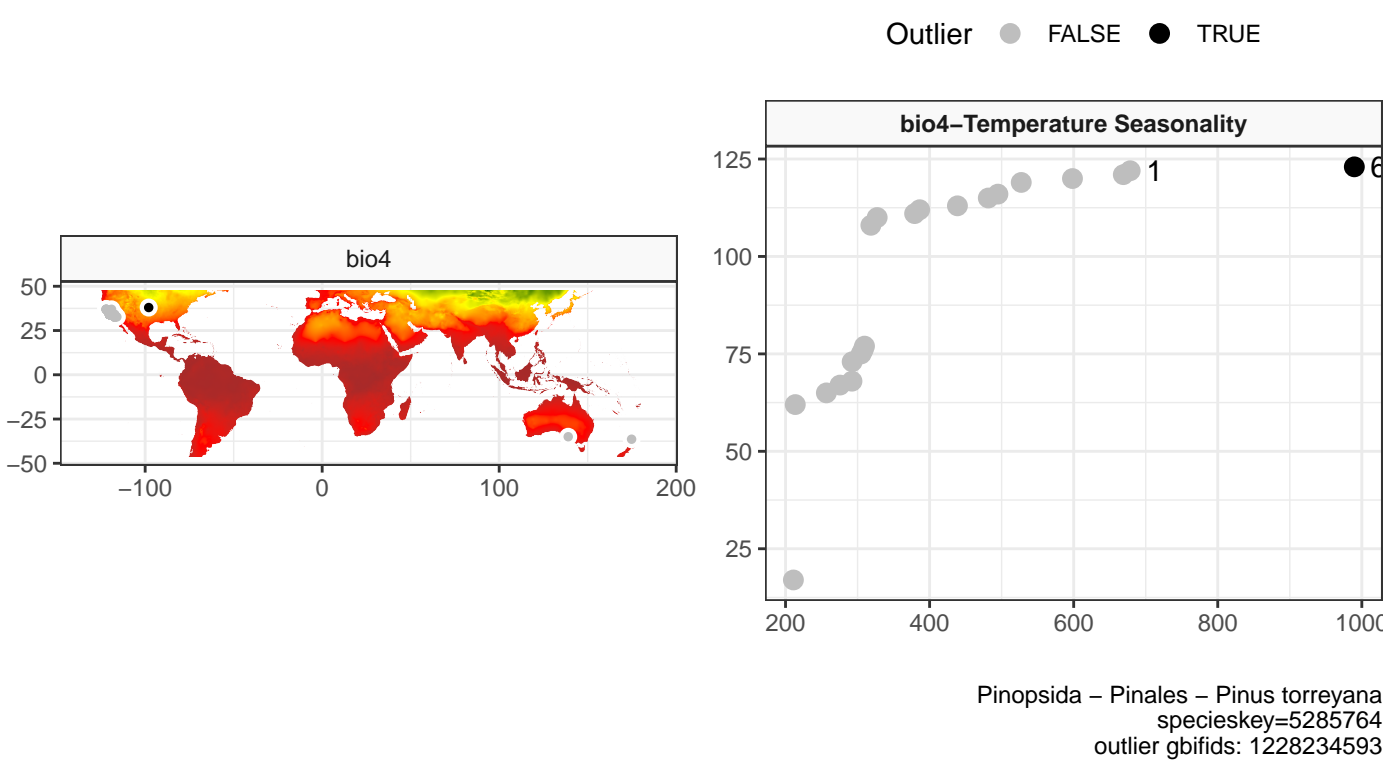 Outlier FALSE TRUE
bio4
50
25
0
−25
−50
−100 0 100 200
bio4−Temperature Seasonality
125
100
75
50
25
1
6
200 400 600 800 1000
Pinopsida − Pinales − Pinus torreyana
specieskey=5285764
outlier gbifids: 1228234593